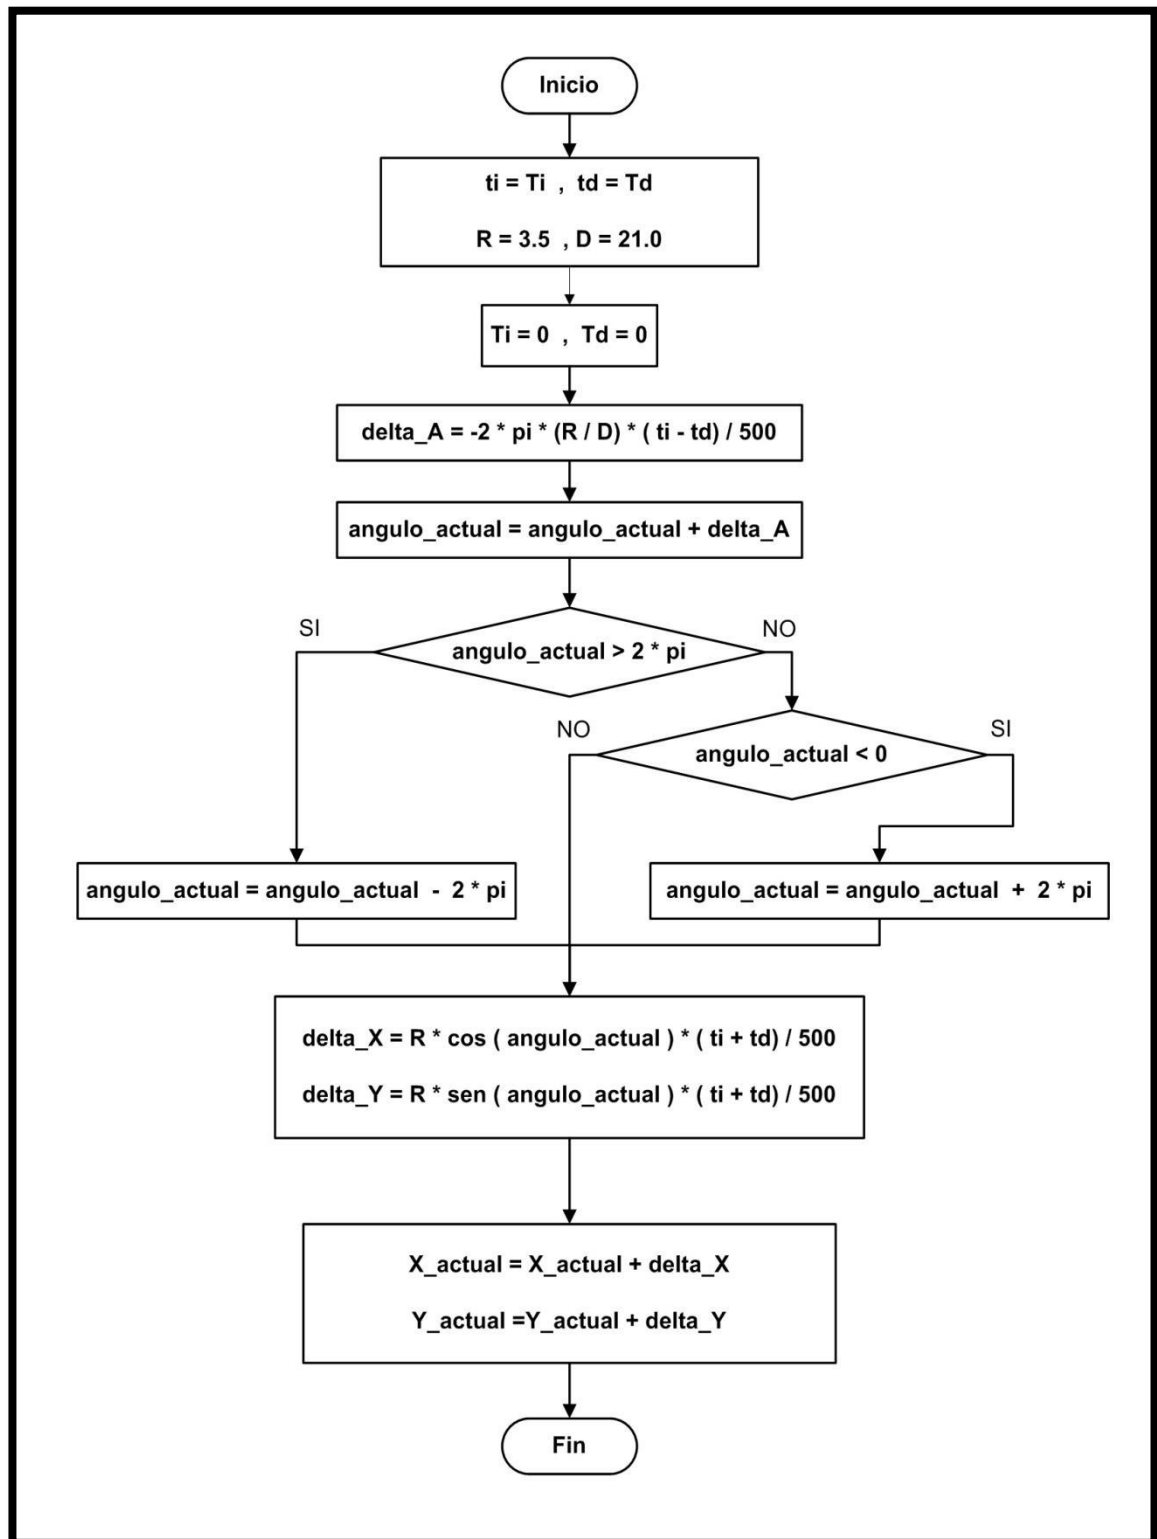 Inicio
ti = Ti , td = Td
R = 3.5 , D = 21.0
Ti = 0 , Td = 0
delta_A = -2 * pi * (R / D) * ( ti - td) / 500
angulo_actual = angulo_actual + delta_A
SI
NO
angulo_actual > 2 * pi
NO
SI
angulo_actual < 0
angulo_actual = angulo_actual - 2 * pi
angulo_actual = angulo_actual + 2 * pi
delta_X = R * cos ( angulo_actual ) * ( ti + td) / 500
delta_Y = R * sen ( angulo_actual ) * ( ti + td) / 500
X_actual = X_actual + delta_X
Y_actual =Y_actual + delta_Y
Fin